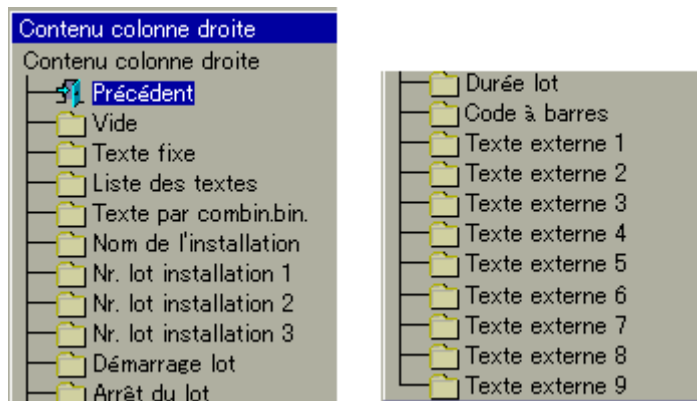 Contenu colonne droite
Contenu colonne droite
Précédent
Vide
Texte fixe
Liste des textes
Texte par combin.bin.
Nom de l'installation
Nr. lot installation 1
Nr. lot installation 2
Nr. lot installation 3
Démarrage lot
Arrêt du lot
Durée lot
Code à barres
Texte externe 1
Texte externe 2
Texte externe 3
Texte externe 4
Texte externe 5
Texte externe 6
Texte externe 7
Texte externe 8
Texte externe 9